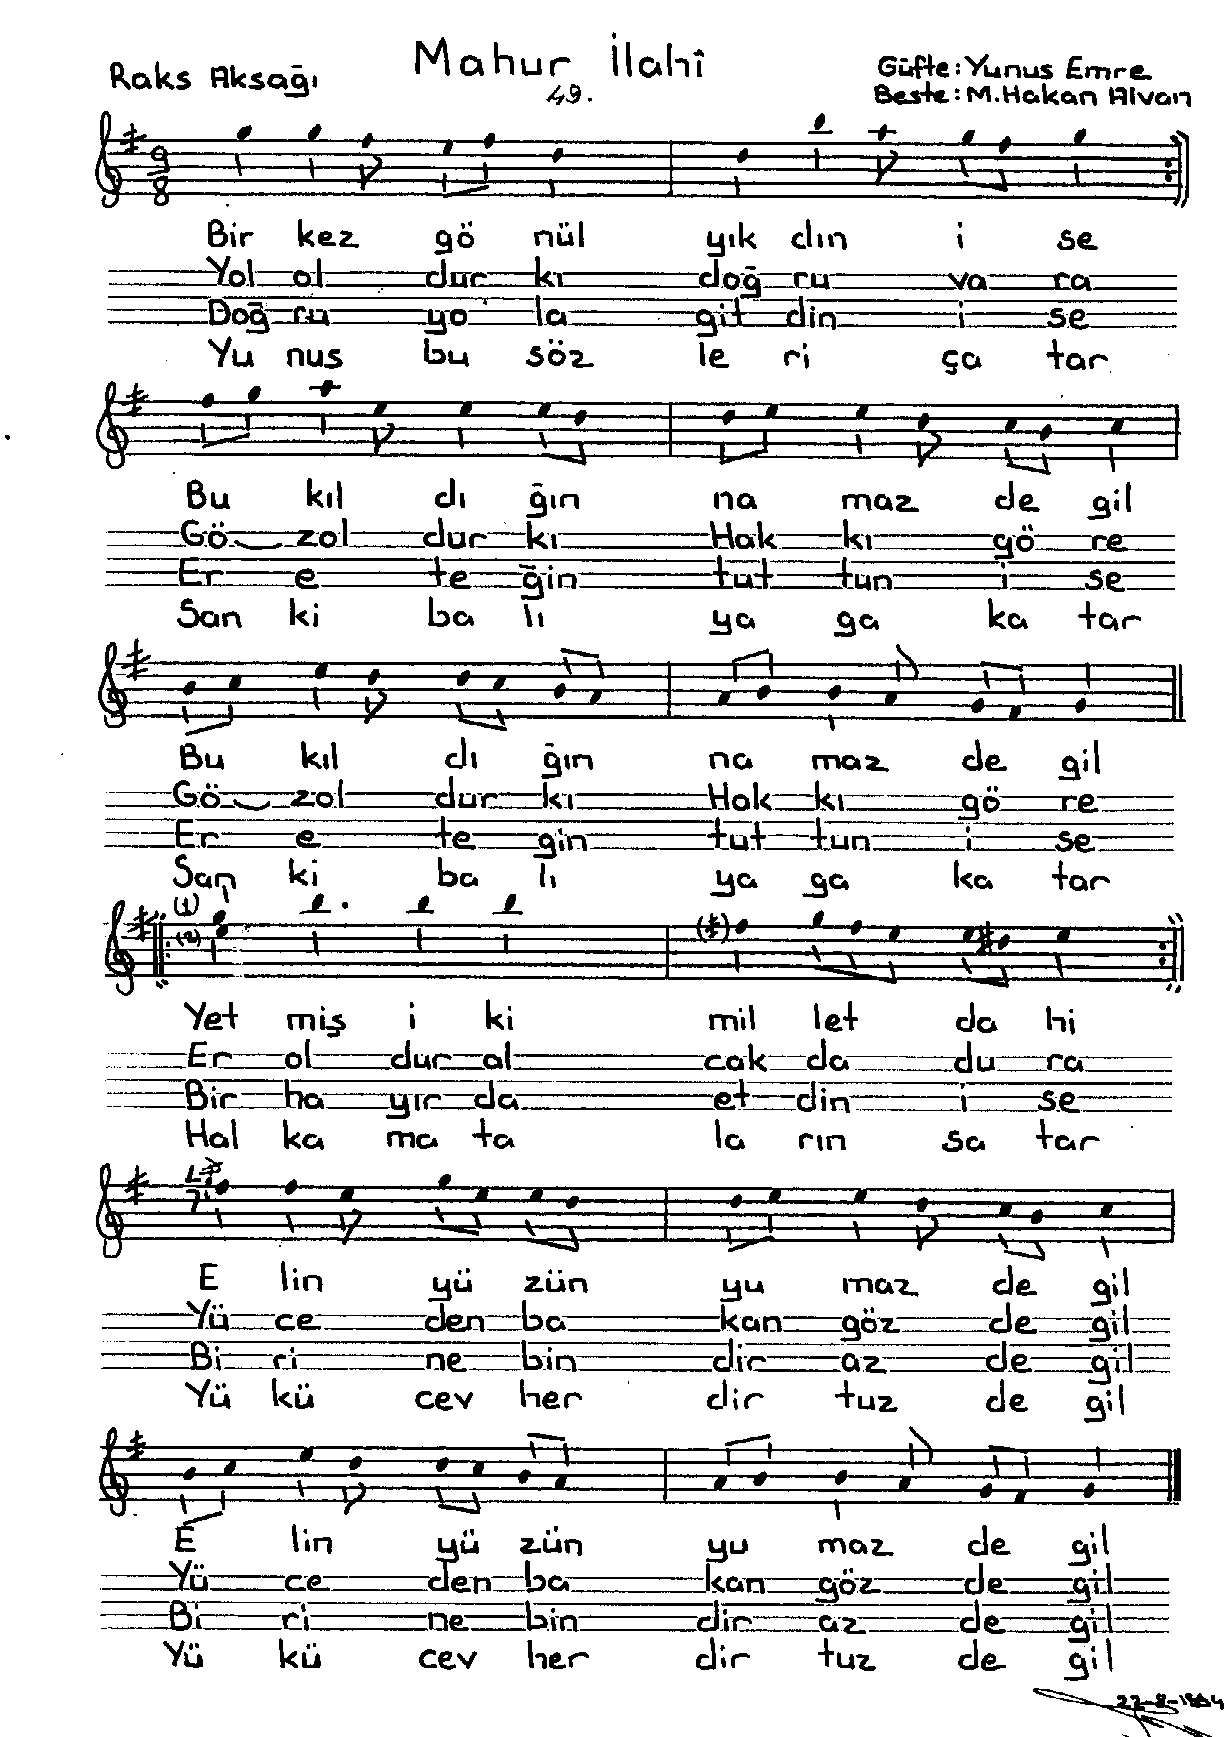 Mahur İlahî
Raks Aksağı
49.
Güfte: Yunus Emre
Beste: M. Hakan Alvan
9
8
Bir kez gö nül yık dın i se
Yol ol dur kı doğ ru va ra
Doğ ru yo la git din i se
Yu nus bu söz le ri ça tar
Bu kıl dı ğın na maz de gil
Gö zol dur kı Hak kı gö re
Er e te ğin tut tun i se
San ki ba lı ya ga ka tar
Bu kıl dı ğın na maz de gil
Gö zol dur kı Hak kı gö re
Er e te gin tut tun i se
San ki ba lı ya ga ka tar
(1)
(2)
Yet miş i ki mil let da hi
Er ol dur al cak da du ra
Bir ha yır da et din i se
Hal ka ma ta la rın sa tar
E lin yü zün yu maz de gil
Yü ce den ba kan göz de gil
Bi ri ne bin dir az de gil
Yü kü cev her dir tuz de gil
E lin yü zün yu maz de gil
Yü ce den ba kan göz de gil
Bi ri ne bin dir az de gil
Yü kü cev her dir tuz de gil